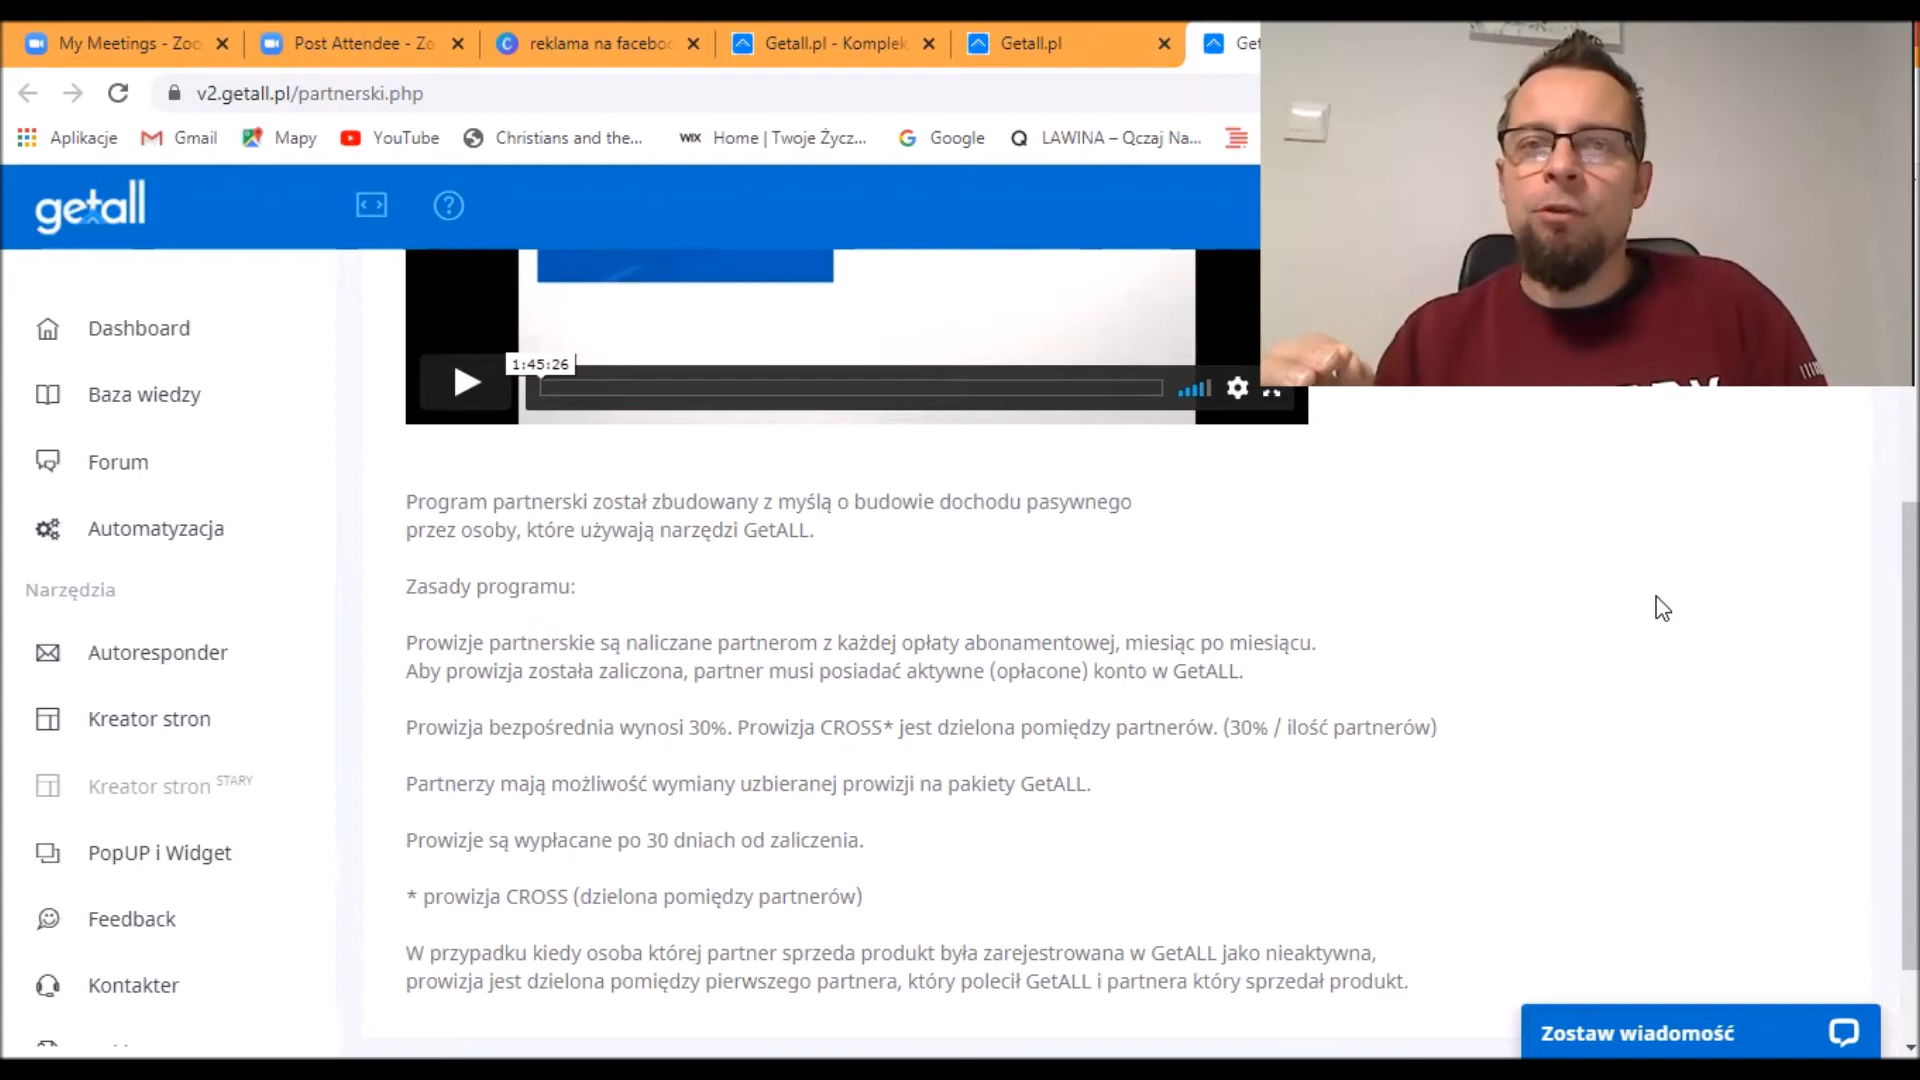 My Meetings - Zoo
Post Attendee - Zo
reklama na facebo
Getall.pl - Komplek
Getall.pl
Get
v2.getall.pl/partnerski.php
Aplikacje
Gmail
Mapy
YouTube
Christians and the...
WIX
Home | Twoje Życz...
Google
LAWINA – Qczaj Na...
getall
Dashboard
Baza wiedzy
Forum
Automatyzacja
Narzędzia
Autoresponder
Kreator stron
Kreator stron STARY
PopUP i Widget
Feedback
Kontakter
1:45:26
Program partnerski został zbudowany z myślą o budowie dochodu pasywnego
przez osoby, które używają narzędzi GetALL.
Zasady programu:
Prowizje partnerskie są naliczane partnerom z każdej opłaty abonamentowej, miesiąc po miesiącu.
Aby prowizja została zaliczona, partner musi posiadać aktywne (opłacone) konto w GetALL.
Prowizja bezpośrednia wynosi 30%. Prowizja CROSS* jest dzielona pomiędzy partnerów. (30% / ilość partnerów)
Partnerzy mają możliwość wymiany uzbieranej prowizji na pakiety GetALL.
Prowizje są wypłacane po 30 dniach od zaliczenia.
* prowizja CROSS (dzielona pomiędzy partnerów)
W przypadku kiedy osoba której partner sprzeda produkt była zarejestrowana w GetALL jako nieaktywna,
prowizja jest dzielona pomiędzy pierwszego partnera, który polecił GetALL i partnera który sprzedał produkt.
Zostaw wiadomość